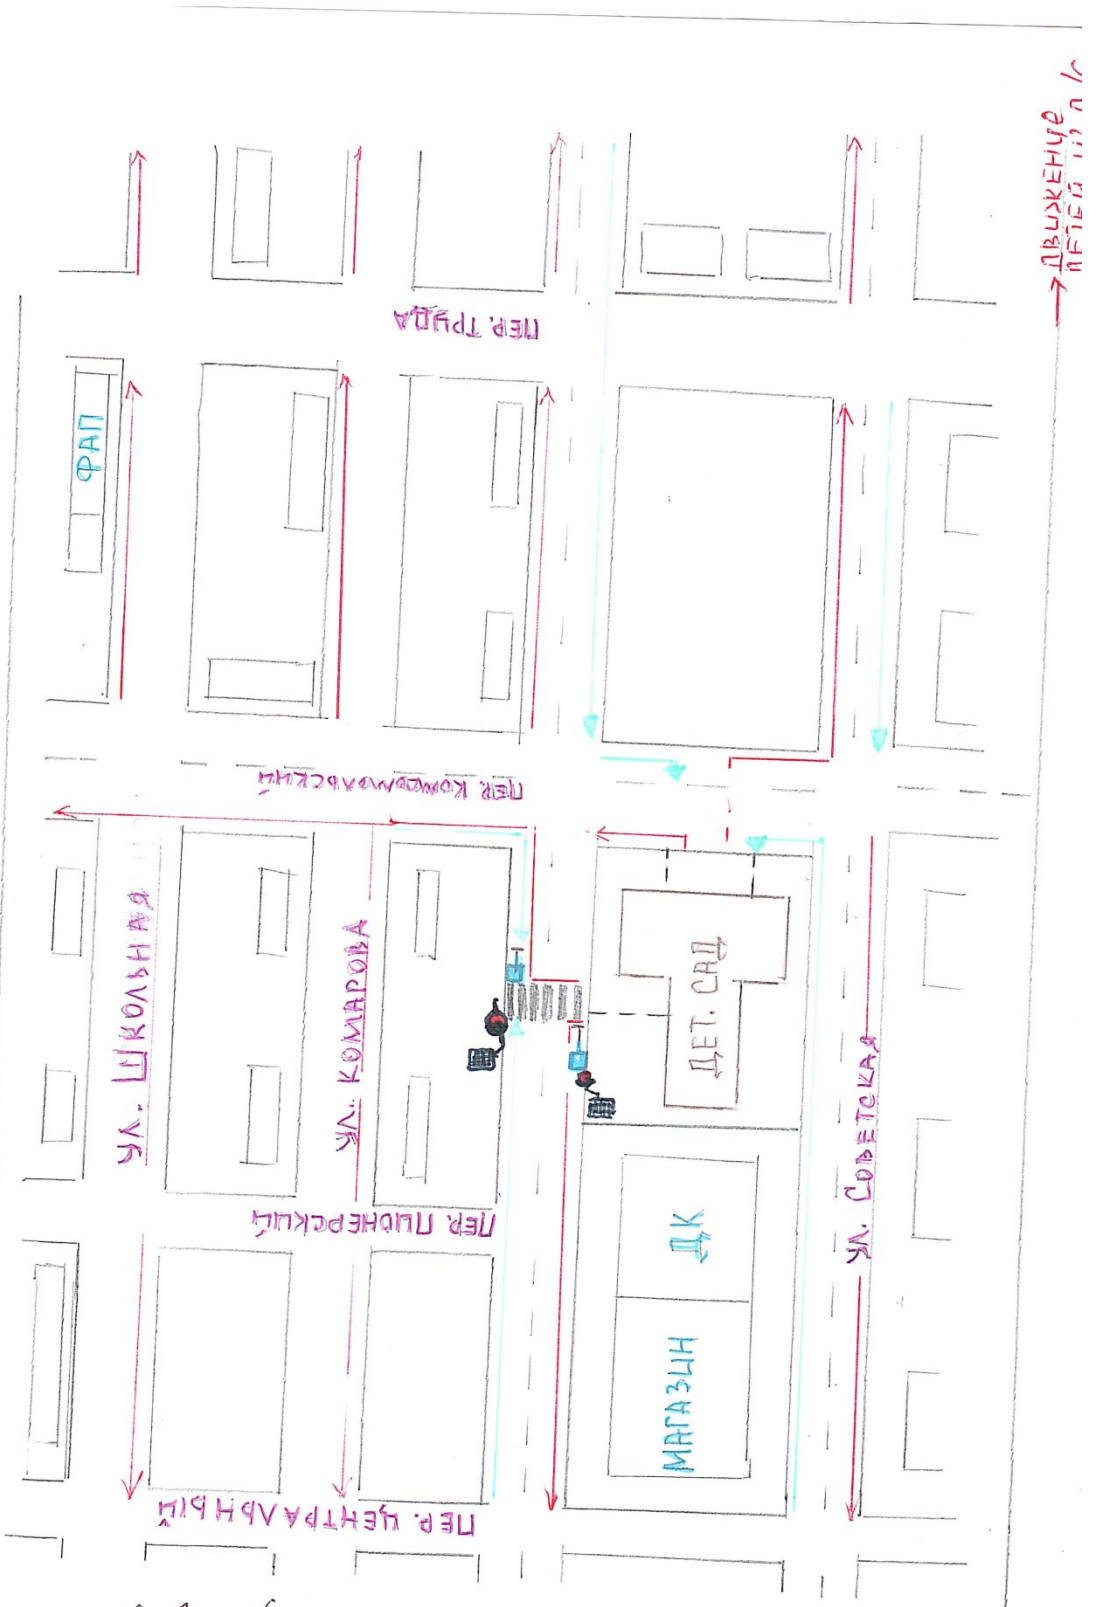 ДВИЖЕНИЕ
ДЕТЕЙ
ПЕР. ТРУДА
ФАП
ПЕР. КОМСОМОЛЬСКИЙ
УЛ. ШКОЛЬНАЯ
УЛ. КОМАРОВА
ДЕТ. САД
УЛ. СОВЕТСКАЯ
ПЕР. ПИОНЕРСКИЙ
ДК
МАГАЗИН
ПЕР. ЦЕНТРАЛЬНЫЙ